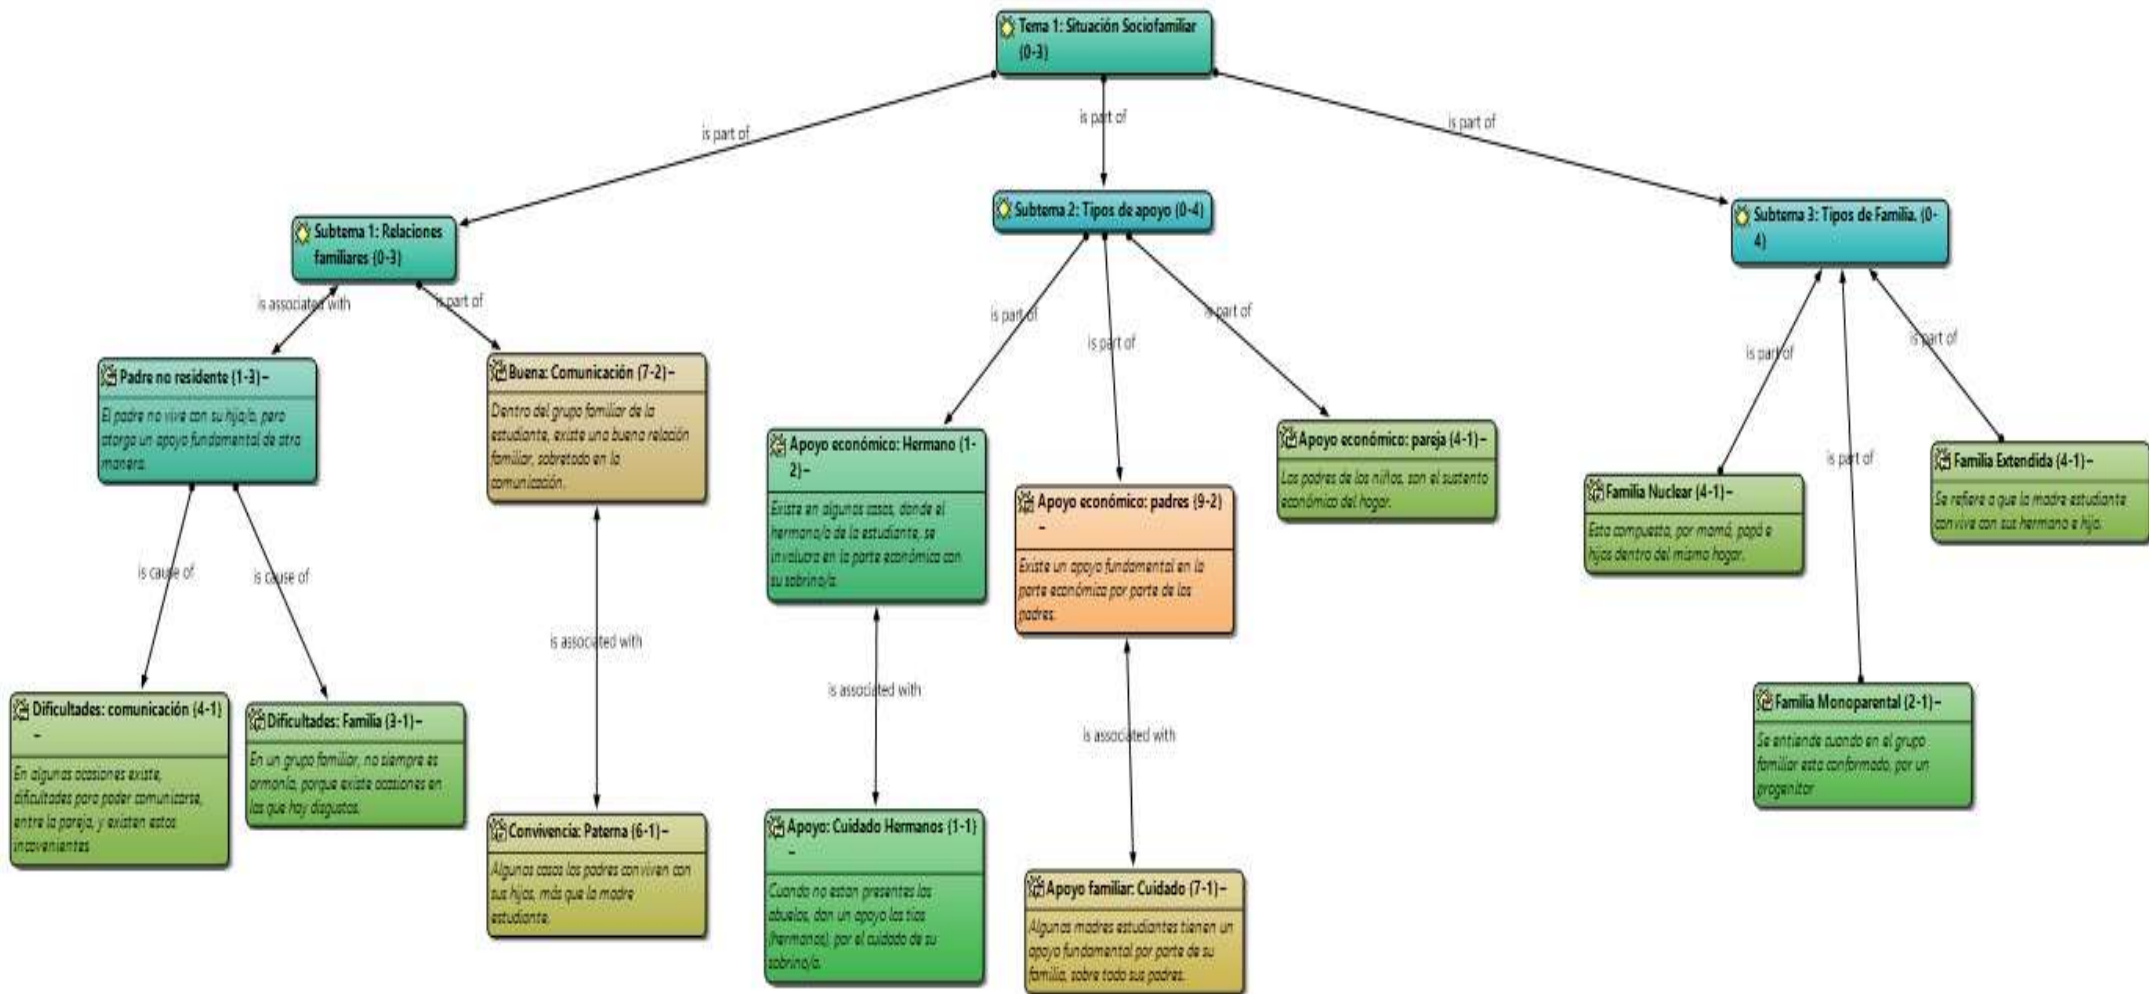 Tema 1: Situación Sociofamiliar
(0-3)
is part of
is part of
is part of
Subtema 1: Relaciones
familiares (0-3)
Subtema 2: Tipos de apoyo (0-4)
Subtema 3: Tipos de Familia. (0-
4)
is associated with
is part of
is part of
is part of
is part of
is part of
is part of
is part of
Padre no residente (1-3)–
El padre no vive con su hija/o, pero
otorga un apoyo fundamental de otra
manera.
Buena: Comunicación (7-2)–
Dentro del grupo familiar de la
estudiante, existe una buena relación
familiar, sobretodo en la
comunicación.
Apoyo económico: Hermano (1-
2)–
Existe en algunos casos, donde el
hermano/a de la estudiante, se
involucra en la parte económica con
su sobrino/a.
Apoyo económico: padres (9-2)
–
Existe un apoyo fundamental en la
parte económica por parte de los
padres.
Apoyo económico: pareja (4-1)–
Los padres de los niños, son el sustento
económico del hogar.
Familia Nuclear (4-1)–
Esta compuesta, por mamá, papá e
hijos dentro del mismo hogar.
Familia Extendida (4-1)–
Se refiere a que la madre estudiante
convive con sus hermano e hijo.
is cause of
is cause of
is associated with
is associated with
is associated with
Dificultades: comunicación (4-1)
–
En algunas ocasiones existe,
dificultades para poder comunicarse,
entre la pareja, y existen estos
incovenientes
Dificultades: Familia (3-1)–
En un grupo familiar, no siempre es
armonía, porque existe ocasiones en
las que hay disgustos.
Convivencia: Paterna (6-1)–
Algunos casos los padres conviven con
sus hijos, más que la madre
estudiante.
Apoyo: Cuidado Hermanos (1-1)
–
Cuando no estan presentes los
abuelos, dan un apoyo los tios
(hermanos), por el cuidado de su
sobrino/a.
Apoyo familiar: Cuidado (7-1)–
Algunas madres estudiantes tienen un
apoyo fundamental por parte de su
familia, sobre todo sus padres.
Familia Monoparental (2-1)–
Se entiende cuando en el grupo
familiar esta conformado, por un
progenitor